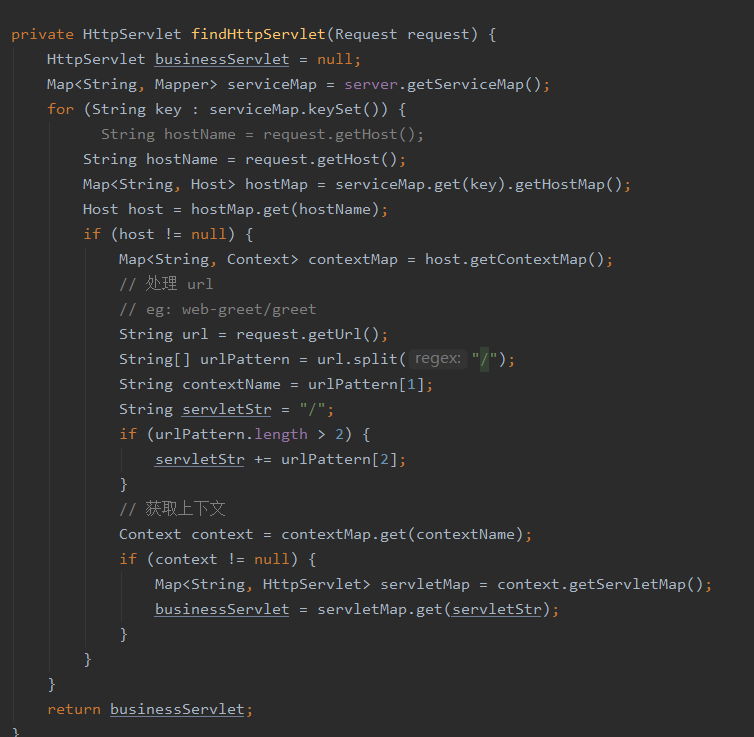 private HttpServlet findHttpServlet(Request request) {
    HttpServlet businessServlet = null;
    Map<String, Mapper> serviceMap = server.getServiceMap();
    for (String key : serviceMap.keySet()) {
          String hostName = request.getHost();
        String hostName = request.getHost();
        Map<String, Host> hostMap = serviceMap.get(key).getHostMap();
        Host host = hostMap.get(hostName);
        if (host != null) {
            Map<String, Context> contextMap = host.getContextMap();
            // 处理 url
            // eg: web-greet/greet
            String url = request.getUrl();
            String[] urlPattern = url.split( regex: "/");
            String contextName = urlPattern[1];
            String servletStr = "/";
            if (urlPattern.length > 2) {
                servletStr += urlPattern[2];
            }
            // 获取上下文
            Context context = contextMap.get(contextName);
            if (context != null) {
                Map<String, HttpServlet> servletMap = context.getServletMap();
                businessServlet = servletMap.get(servletStr);
            }
        }
    }
    return businessServlet;
}